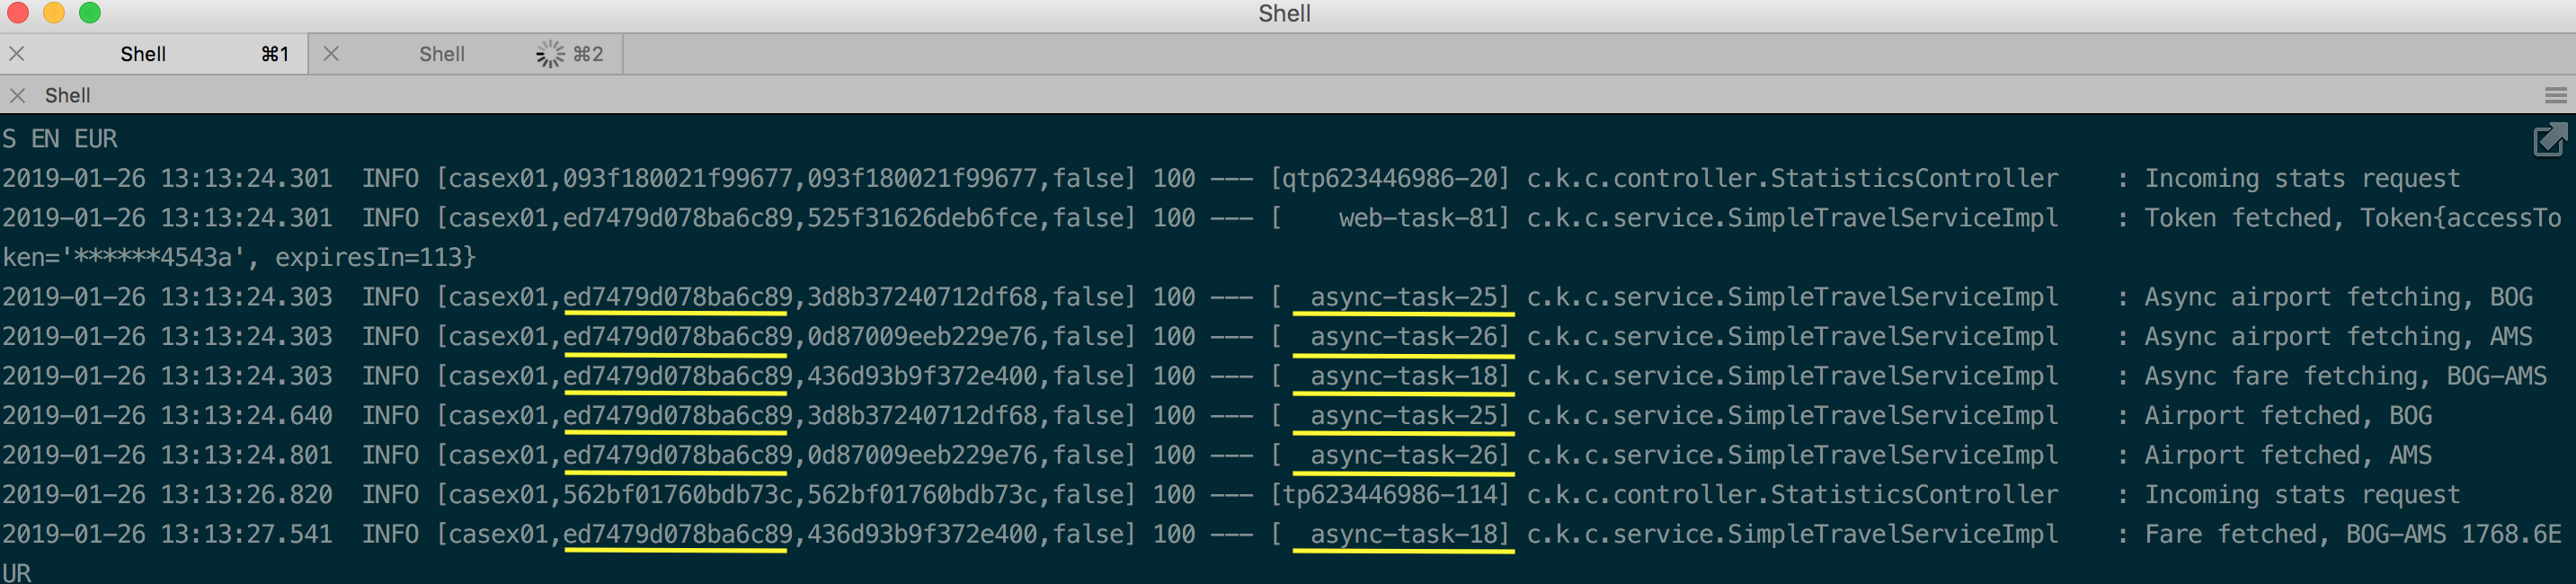 Shell
Shell ⌘1 Shell ⌘2
Shell
S EN EUR
2019-01-26 13:13:24.301  INFO [casex01,093f180021f99677,093f180021f99677,false] 100 --- [qtp623446986-20] c.k.c.controller.StatisticsController    : Incoming stats request
2019-01-26 13:13:24.301  INFO [casex01,ed7479d078ba6c89,525f31626deb6fce,false] 100 --- [    web-task-81] c.k.c.service.SimpleTravelServiceImpl    : Token fetched, Token{accessTo
ken='******4543a', expiresIn=113}
2019-01-26 13:13:24.303  INFO [casex01,ed7479d078ba6c89,3d8b37240712df68,false] 100 --- [  async-task-25] c.k.c.service.SimpleTravelServiceImpl    : Async airport fetching, BOG
2019-01-26 13:13:24.303  INFO [casex01,ed7479d078ba6c89,0d87009eeb229e76,false] 100 --- [  async-task-26] c.k.c.service.SimpleTravelServiceImpl    : Async airport fetching, AMS
2019-01-26 13:13:24.303  INFO [casex01,ed7479d078ba6c89,436d93b9f372e400,false] 100 --- [  async-task-18] c.k.c.service.SimpleTravelServiceImpl    : Async fare fetching, BOG-AMS
2019-01-26 13:13:24.640  INFO [casex01,ed7479d078ba6c89,3d8b37240712df68,false] 100 --- [  async-task-25] c.k.c.service.SimpleTravelServiceImpl    : Airport fetched, BOG
2019-01-26 13:13:24.801  INFO [casex01,ed7479d078ba6c89,0d87009eeb229e76,false] 100 --- [  async-task-26] c.k.c.service.SimpleTravelServiceImpl    : Airport fetched, AMS
2019-01-26 13:13:26.820  INFO [casex01,562bf01760bdb73c,562bf01760bdb73c,false] 100 --- [tp623446986-114] c.k.c.controller.StatisticsController    : Incoming stats request
2019-01-26 13:13:27.541  INFO [casex01,ed7479d078ba6c89,436d93b9f372e400,false] 100 --- [  async-task-18] c.k.c.service.SimpleTravelServiceImpl    : Fare fetched, BOG-AMS 1768.6E
UR